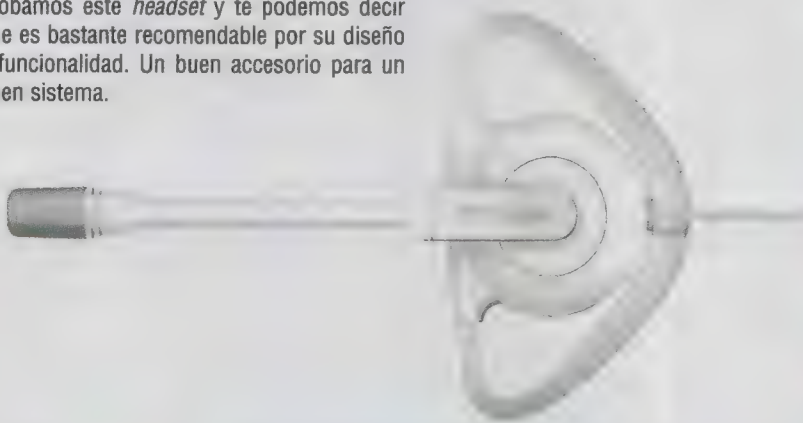 obamos este headset y te podemos decir
e es bastante recomendable por su diseño
funcionalidad. Un buen accesorio para un
en sistema.